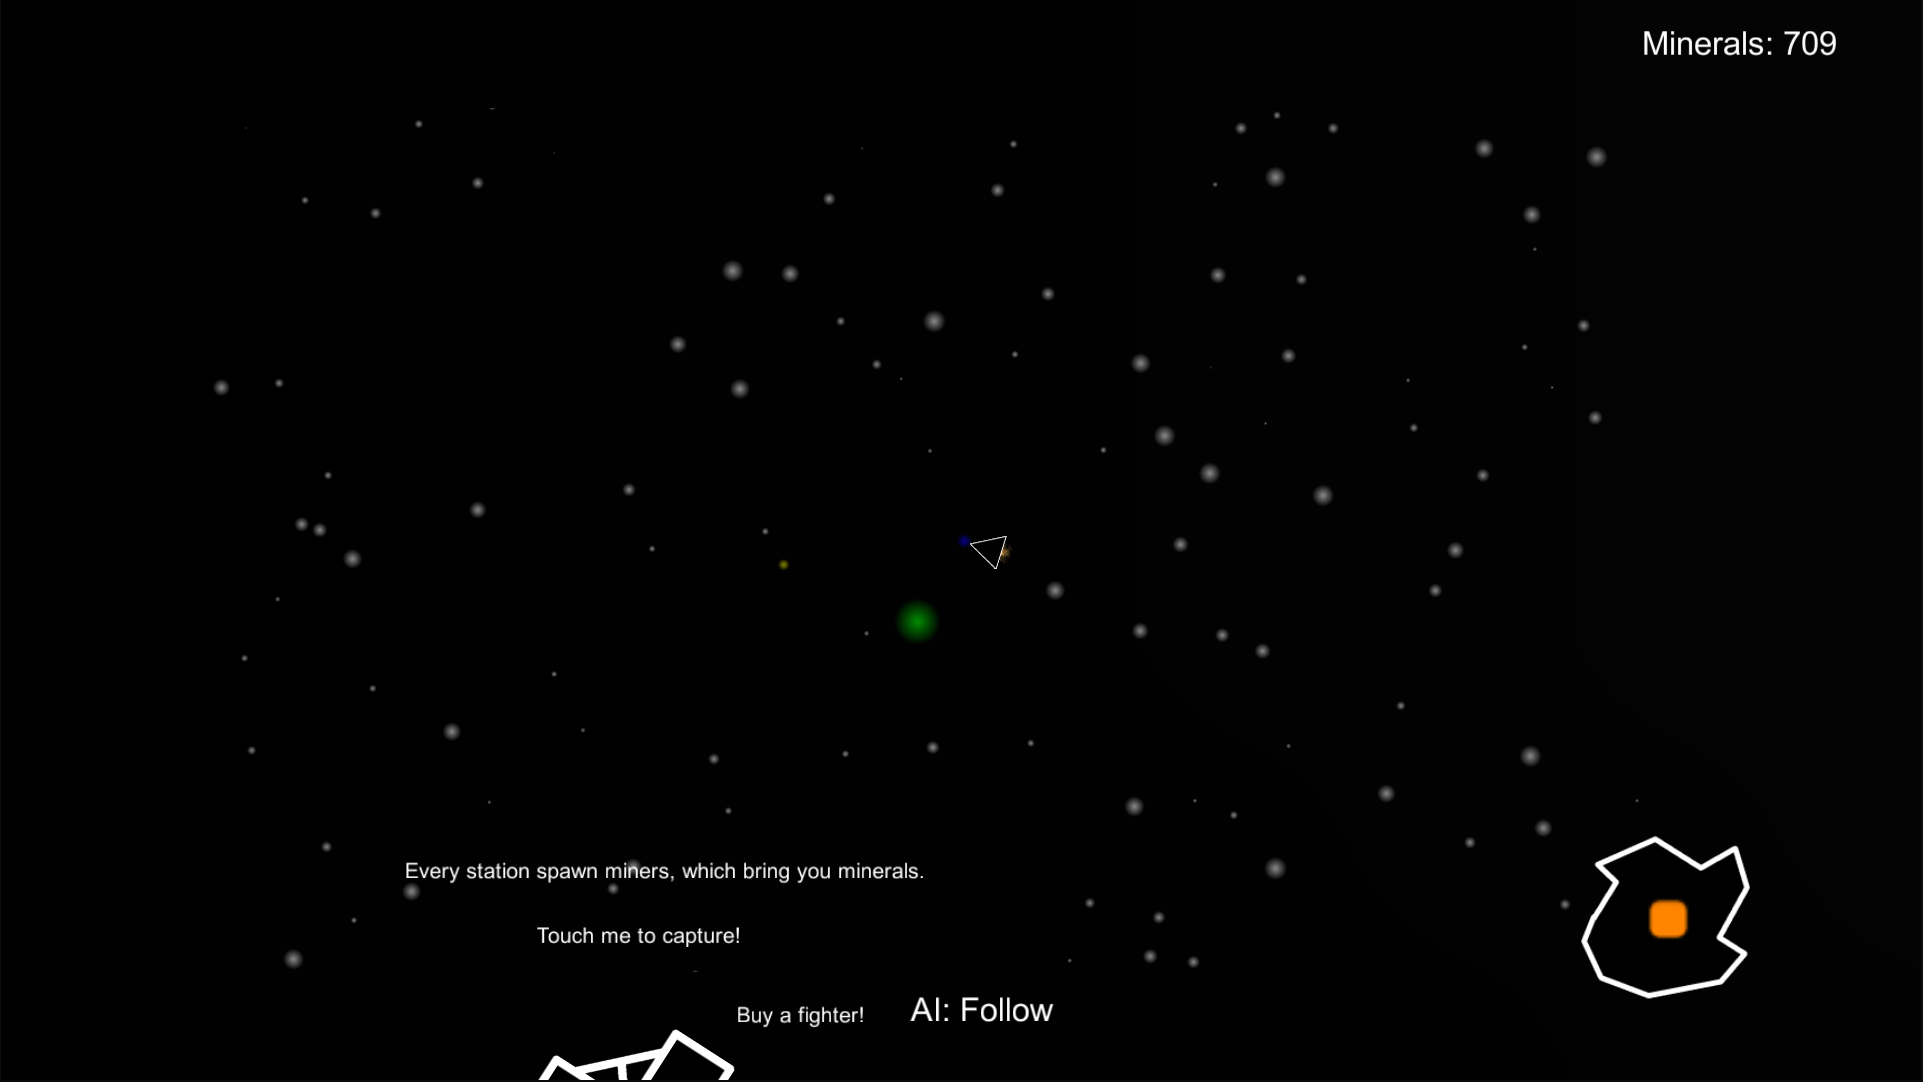 Minerals: 709
Every station spawn miners, which bring you minerals.
Touch me to capture!
Buy a fighter!
AI: Follow